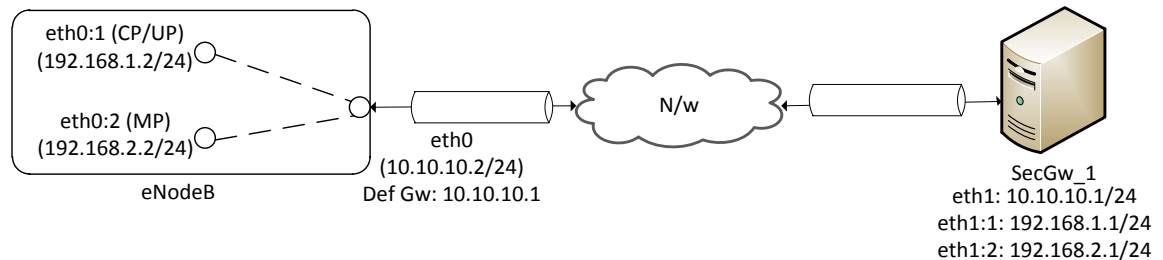 eth0:1 (CP/UP)
(192.168.1.2/24)
eth0:2 (MP)
(192.168.2.2/24)
eNodeB
eth0
(10.10.10.2/24)
Def Gw: 10.10.10.1
N/w
SecGw_1
eth1: 10.10.10.1/24
eth1:1: 192.168.1.1/24
eth1:2: 192.168.2.1/24